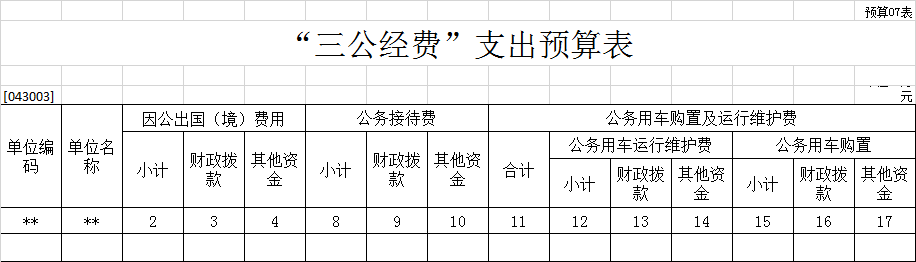 预算07表
“三公经费”支出预算表
[043003]
元
单位编码 单位名称 因公出国（境）费用 公务接待费 公务用车购置及运行维护费
小计 财政拨款 其他资金 小计 财政拨款 其他资金 合计 公务用车运行维护费 公务用车购置
小计 财政拨款 其他资金 小计 财政拨款 其他资金
** ** 2 3 4 8 9 10 11 12 13 14 15 16 17